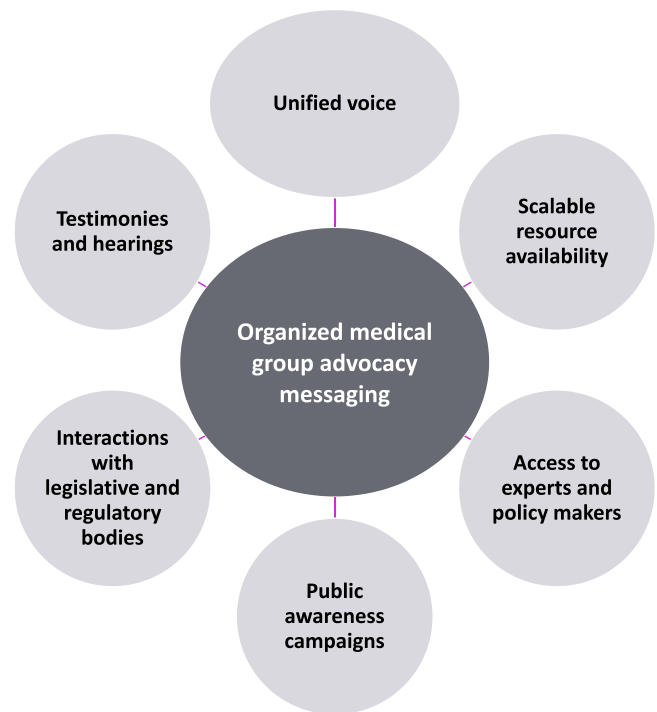 Unified voice
Testimonies
and hearings
Scalable
resource
availability
Organized medical
group advocacy
messaging
Interactions
with
legislative and
regulatory
bodies
Access to
experts and
policy makers
Public
awareness
campaigns